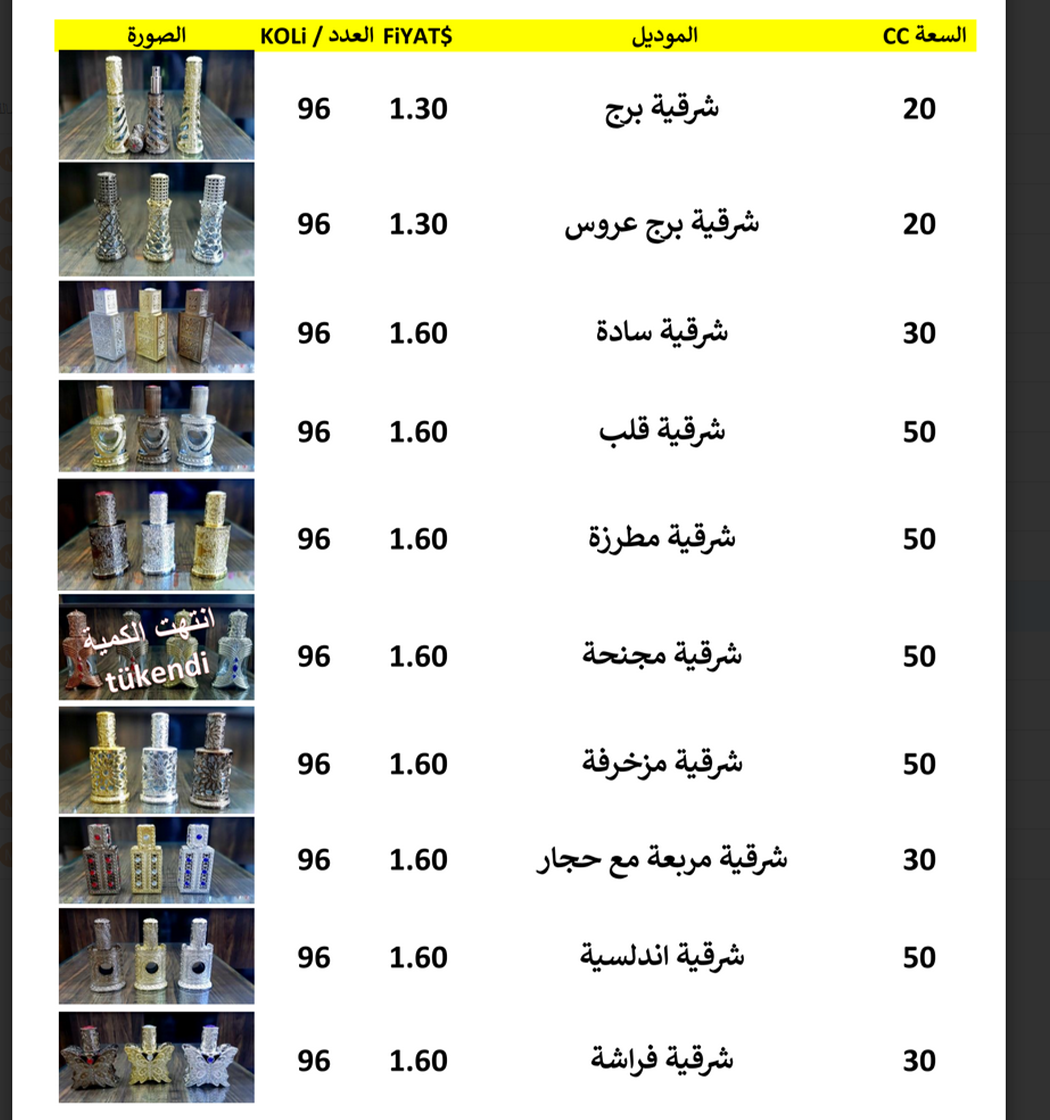 السعة CC الموديل FiYAT$ العدد / KOLi الصورة
20 شرقية برج 1.30 96
20 شرقية برج عروس 1.30 96
30 شرقية سادة 1.60 96
50 شرقية قلب 1.60 96
50 شرقية مطرزة 1.60 96
50 شرقية مجنحة 1.60 96
انتهت الكمية
tükendi
50 شرقية مزخرفة 1.60 96
30 شرقية مربعة مع حجار 1.60 96
50 شرقية اندلسية 1.60 96
30 شرقية فراشة 1.60 96